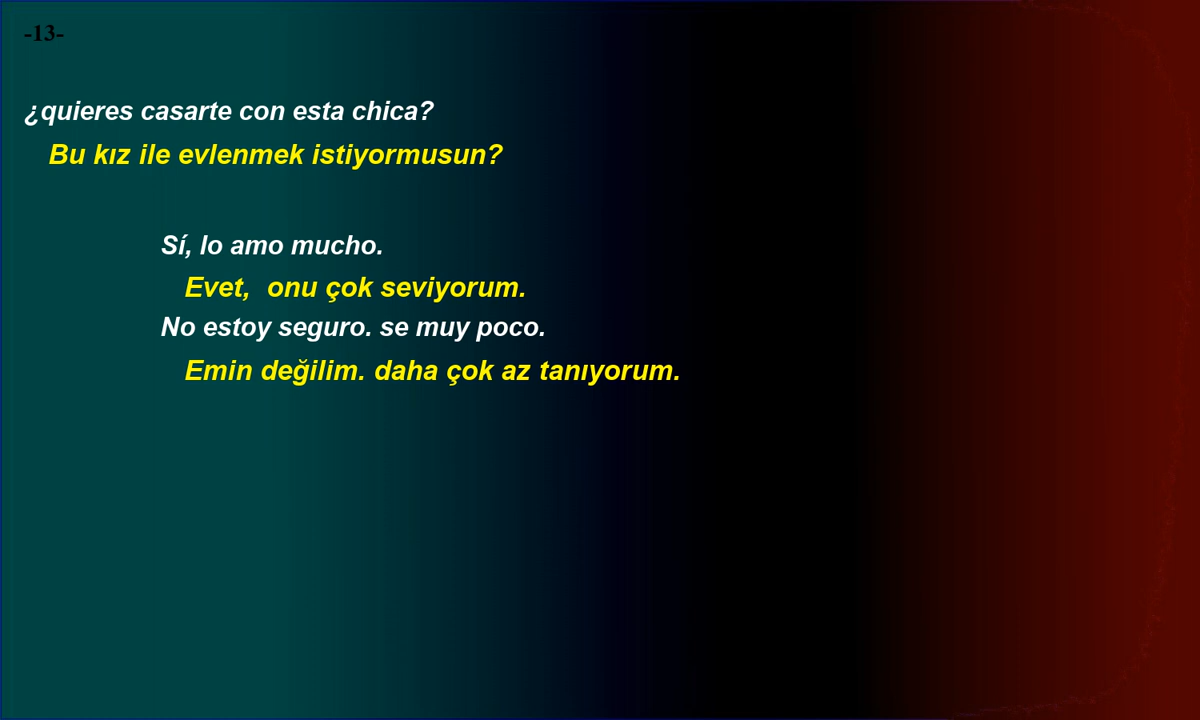 -13-
¿quieres casarte con esta chica?
Bu kız ile evlenmek istiyormusun?
Sí, lo amo mucho.
Evet,  onu çok seviyorum.
No estoy seguro. se muy poco.
Emin değilim. daha çok az tanıyorum.